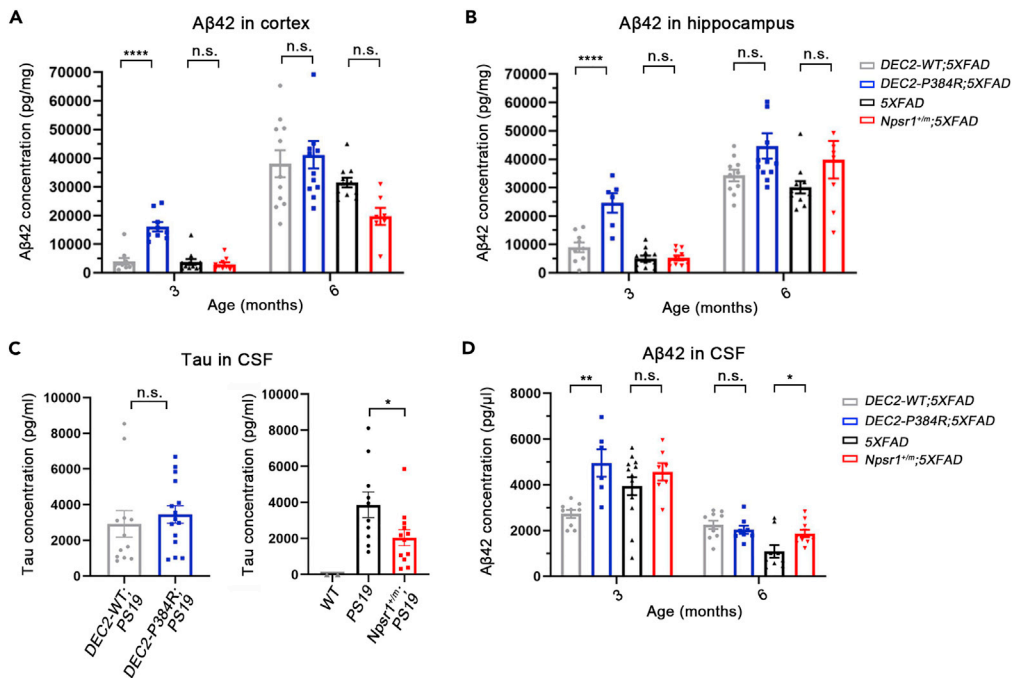 A
Aβ42 in cortex
****
n.s.
n.s.
n.s.
Aβ42 concentration (pg/mg)
70000
60000
50000
40000
30000
20000
10000
0
3
6
Age (months)
B
Aβ42 in hippocampus
****
n.s.
n.s.
n.s.
Aβ42 concentration (pg/mg)
70000
60000
50000
40000
30000
20000
10000
0
3
6
Age (months)
DEC2-WT;5XFAD
DEC2-P384R;5XFAD
5XFAD
Npsr1+/m;5XFAD
C
Tau in CSF
n.s.
Tau concentration (pg/ml)
10000
8000
6000
4000
2000
0
DEC2-WT;
PS19
DEC2-P384R;
PS19
*
Tau concentration (pg/ml)
10000
8000
6000
4000
2000
0
WT
PS19
Npsr1+/m;
PS19
D
Aβ42 in CSF
**
n.s.
n.s.
*
Aβ42 concentration (pg/μl)
8000
6000
4000
2000
0
3
6
Age (months)
DEC2-WT;5XFAD
DEC2-P384R;5XFAD
5XFAD
Npsr1+/m;5XFAD